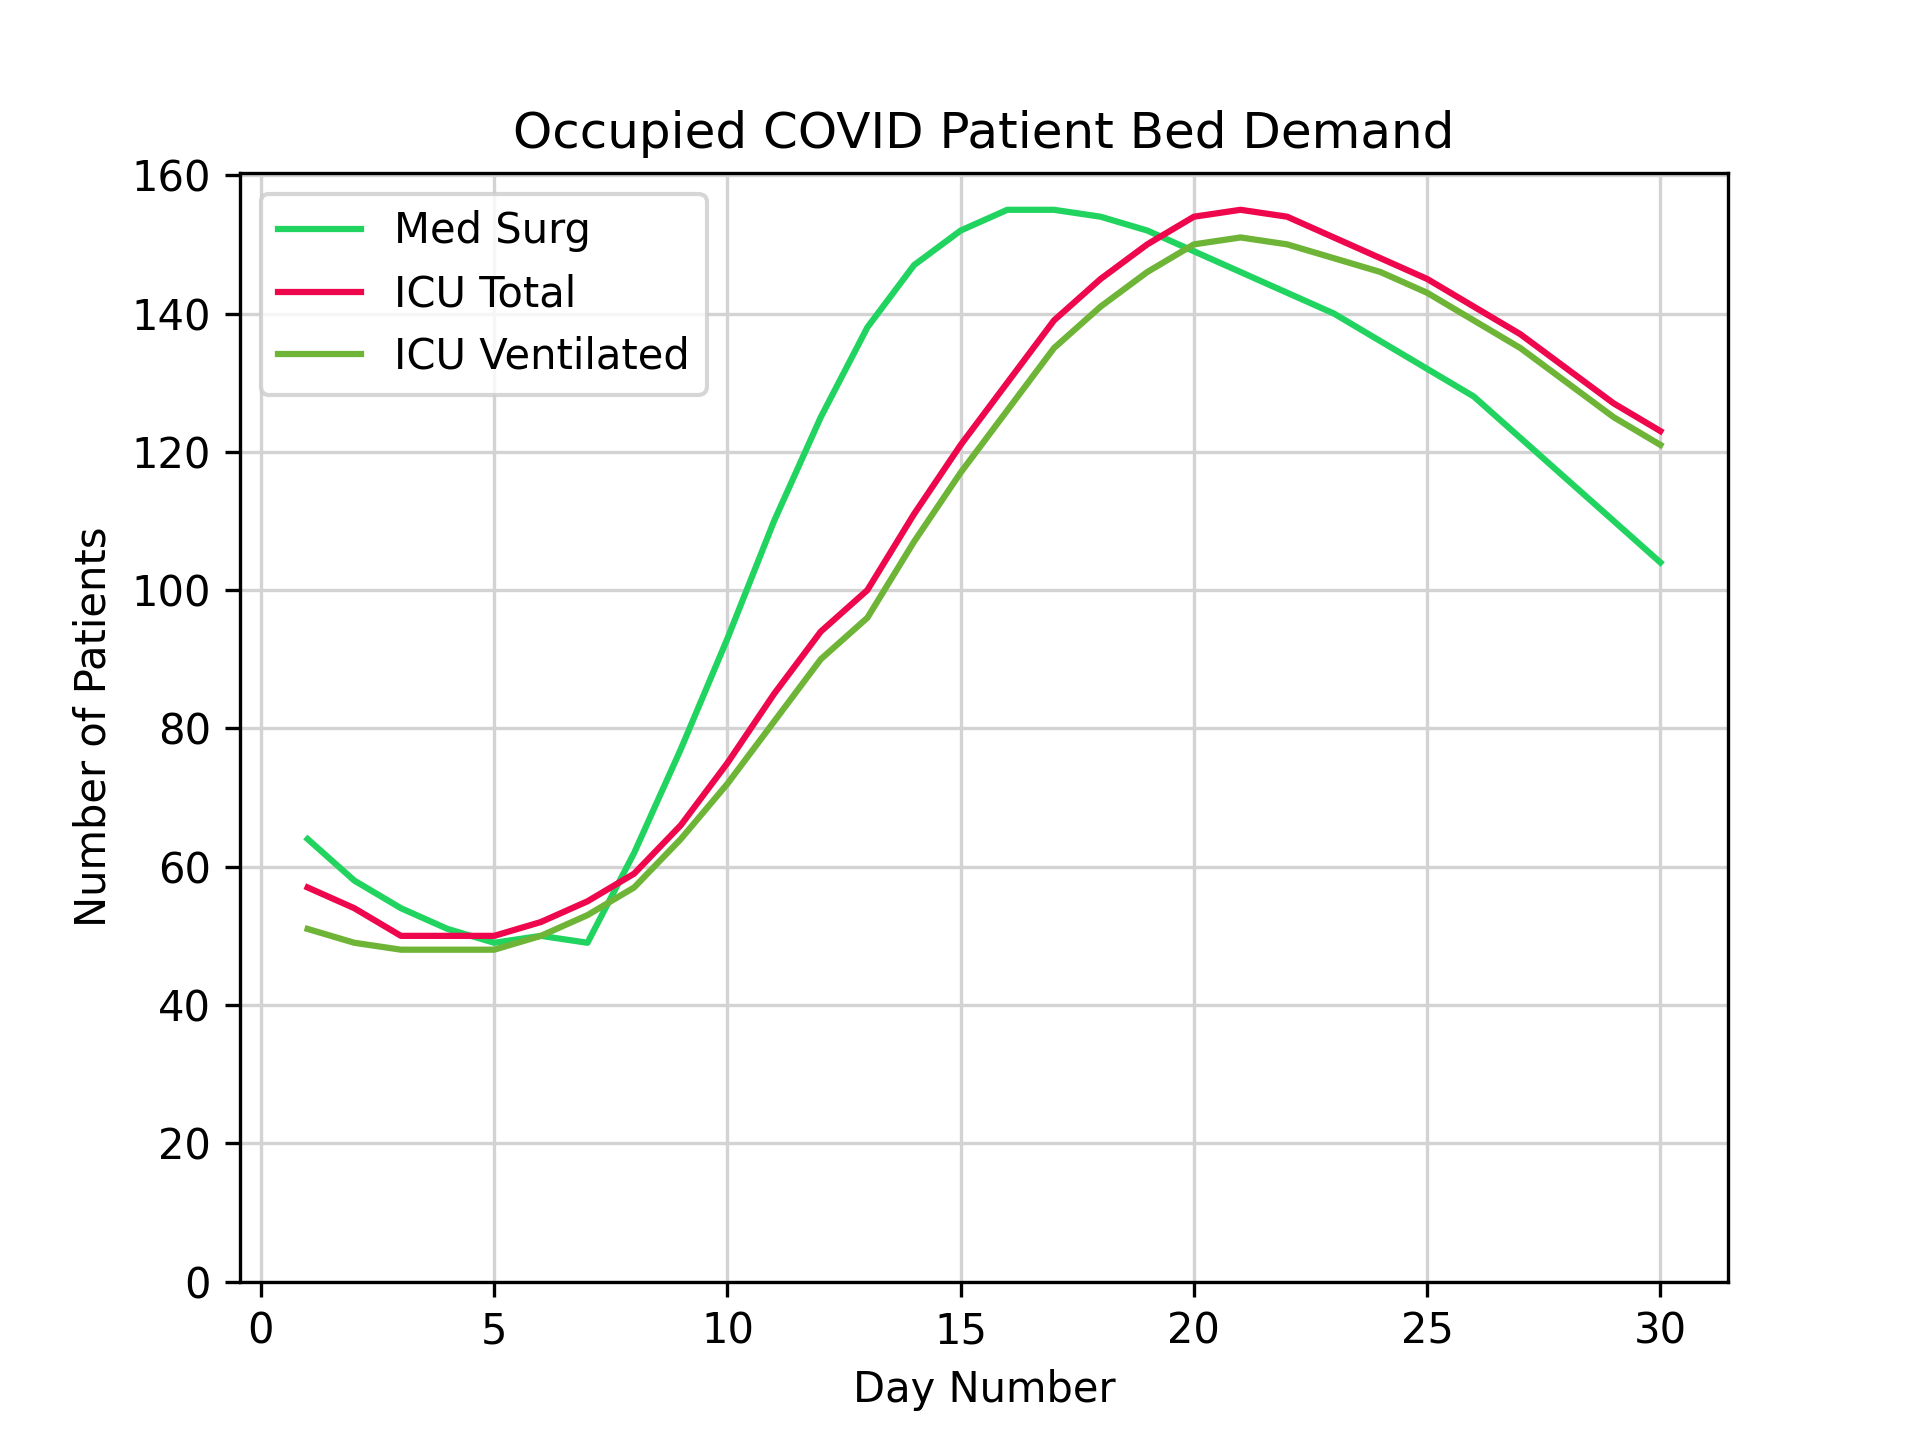 Occupied COVID Patient Bed Demand
160
140
120
100
80
60
40
20
0
Number of Patients
Med Surg
ICU Total
ICU Ventilated
0 5 10 15 20 25 30
Day Number